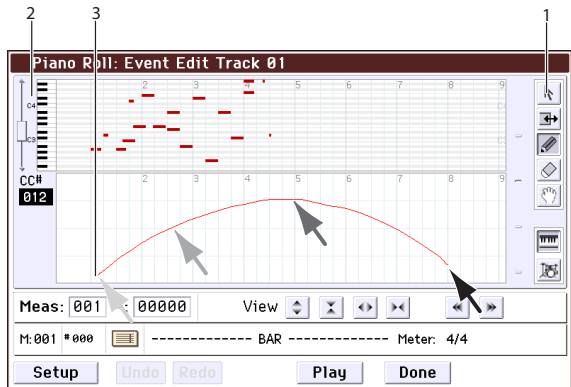 2 3 1
Piano Roll: Event Edit Track 01
2 3 4 5 6 7 8 9
C4
C3
CC#
012
2 3 4 5 6 7 8 9
Meas: 001 : 00000 View
M:001 #000 ---------------- BAR ---------------- Meter: 4/4
Setup Undo Redo Play Done